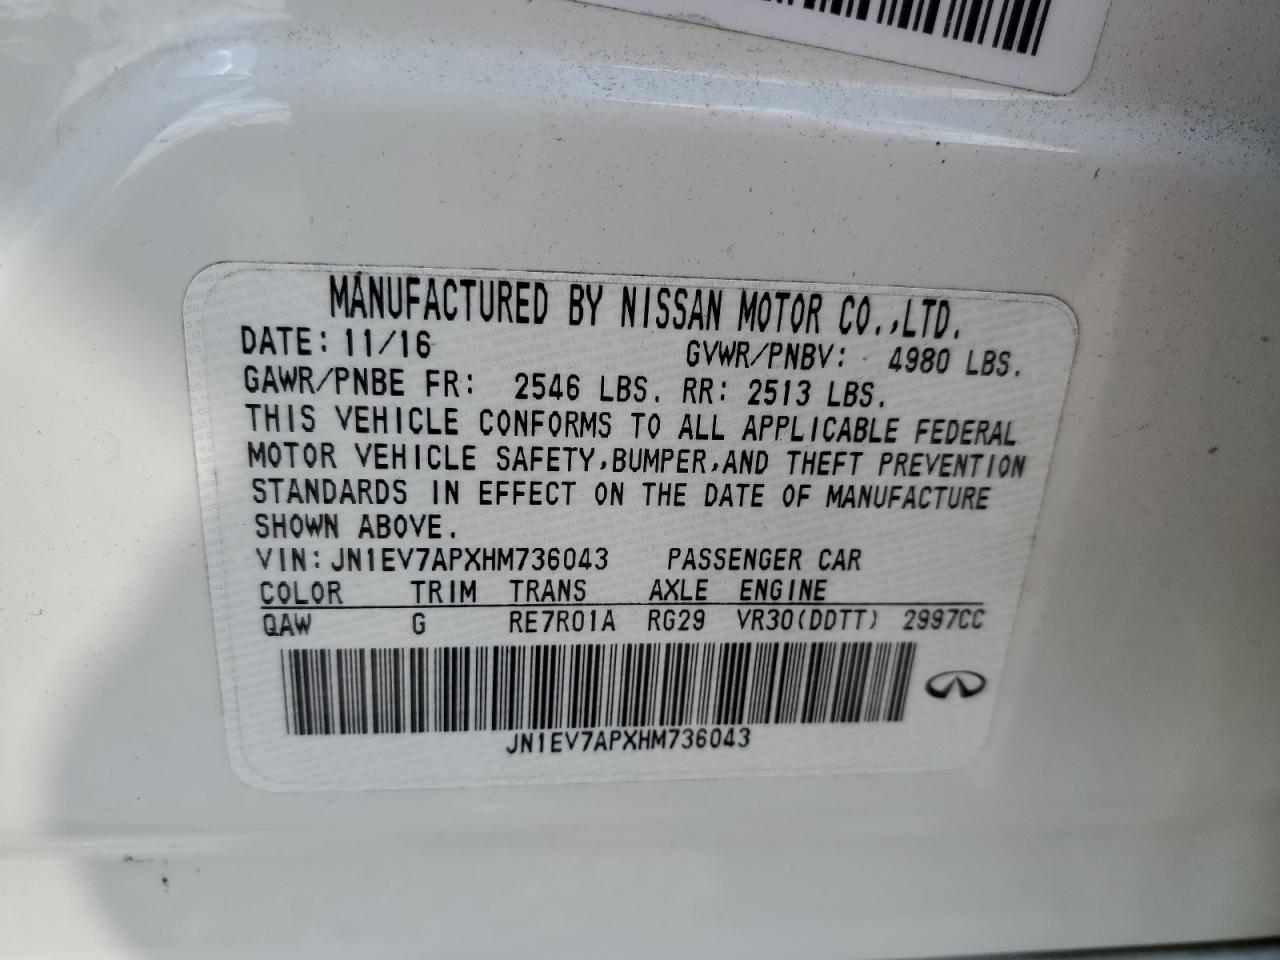 MANUFACTURED BY NISSAN MOTOR CO.,LTD.
DATE: 11/16 GVWR/PNBV: 4980 LBS.
GAWR/PNBE FR: 2546 LBS. RR: 2513 LBS.
THIS VEHICLE CONFORMS TO ALL APPLICABLE FEDERAL
MOTOR VEHICLE SAFETY,BUMPER,AND THEFT PREVENTION
STANDARDS IN EFFECT ON THE DATE OF MANUFACTURE
SHOWN ABOVE.
VIN: JN1EV7APXHM736043 PASSENGER CAR
COLOR TRIM TRANS AXLE ENGINE
QAW G RE7R01A RG29 VR30(DDTT) 2997CC
JN1EV7APXHM736043